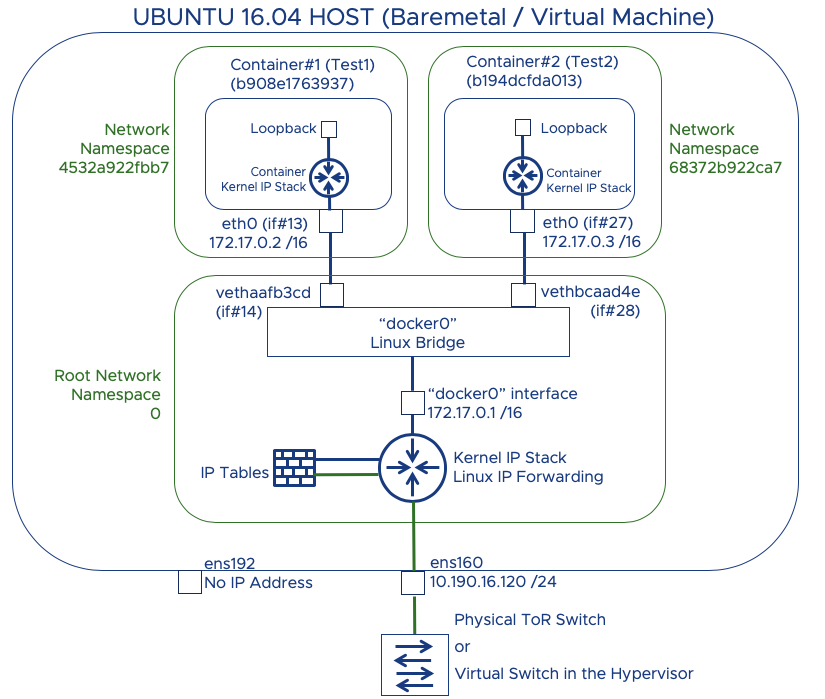 UBUNTU 16.04 HOST (Baremetal / Virtual Machine)
Container#1 (Test1)
(b908e1763937)
Container#2 (Test2)
(b194dcfda013)
Network
Namespace
4532a922fbb7
Loopback
Container
Kernel IP Stack
Loopback
Container
Kernel IP Stack
Network
Namespace
68372b922ca7
eth0 (if#13)
172.17.0.2 /16
eth0 (if#27)
172.17.0.3 /16
vethaafb3cd
(if#14)
vethbcaad4e
(if#28)
“docker0”
Linux Bridge
Root Network
Namespace
0
“docker0” interface
172.17.0.1 /16
IP Tables
Kernel IP Stack
Linux IP Forwarding
ens192
No IP Address
ens160
10.190.16.120 /24
Physical ToR Switch
or
Virtual Switch in the Hypervisor